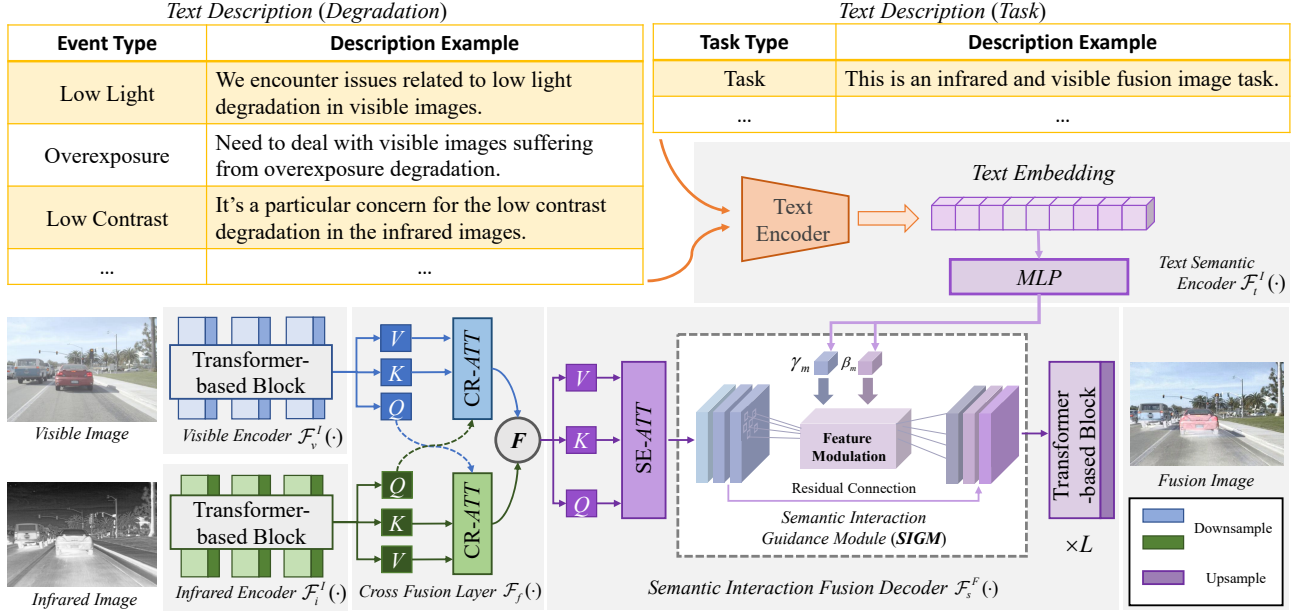 Text Description (Degradation)
Event Type
Description Example
Low Light
We encounter issues related to low light
degradation in visible images.
Overexposure
Need to deal with visible images suffering
from overexposure degradation.
Low Contrast
It's a particular concern for the low contrast
degradation in the infrared images.
...
...
Text Description (Task)
Task Type
Description Example
Task
This is an infrared and visible fusion image task.
...
...
Text
Encoder
Text Embedding
MLP
Text Semantic
Encoder 𝓕ₜᴵ(·)
Visible Image
Transformer-
based Block
Visible Encoder 𝓕ᵥᴵ(·)
Infrared Image
Transformer-
based Block
Infrared Encoder 𝓕ᵢᴵ(·)
V
K
Q
CR-ATT
Q
K
V
CR-ATT
F
Cross Fusion Layer 𝓕_f(·)
V
K
Q
SE-ATT
γₘ
βₘ
Feature
Modulation
Residual Connection
Semantic Interaction
Guidance Module (SIGM)
Transformer
-based Block
×L
Semantic Interaction Fusion Decoder 𝓕ₛᶠ(·)
Fusion Image
Downsample
Upsample